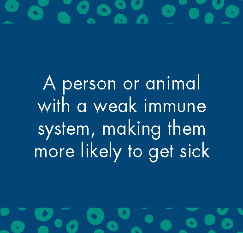 A person or animal
with a weak immune
system, making them
more likely to get sick